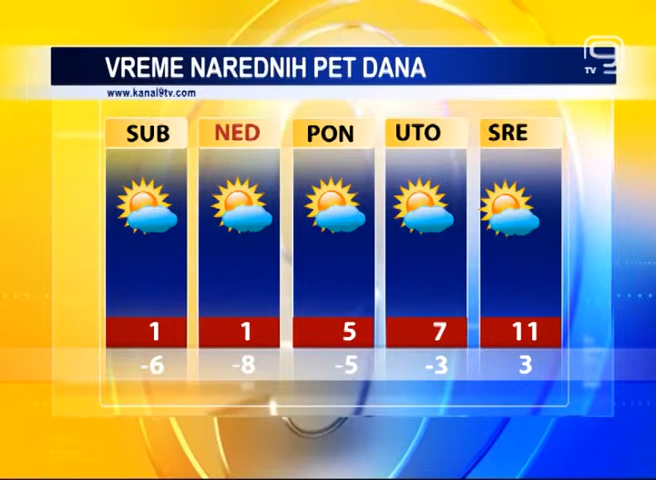 VREME NAREDNIH PET DANA
9
TV
www.kanal9tv.com
SUB NED PON UTO SRE
1 1 5 7 11
-6 -8 -5 -3 3